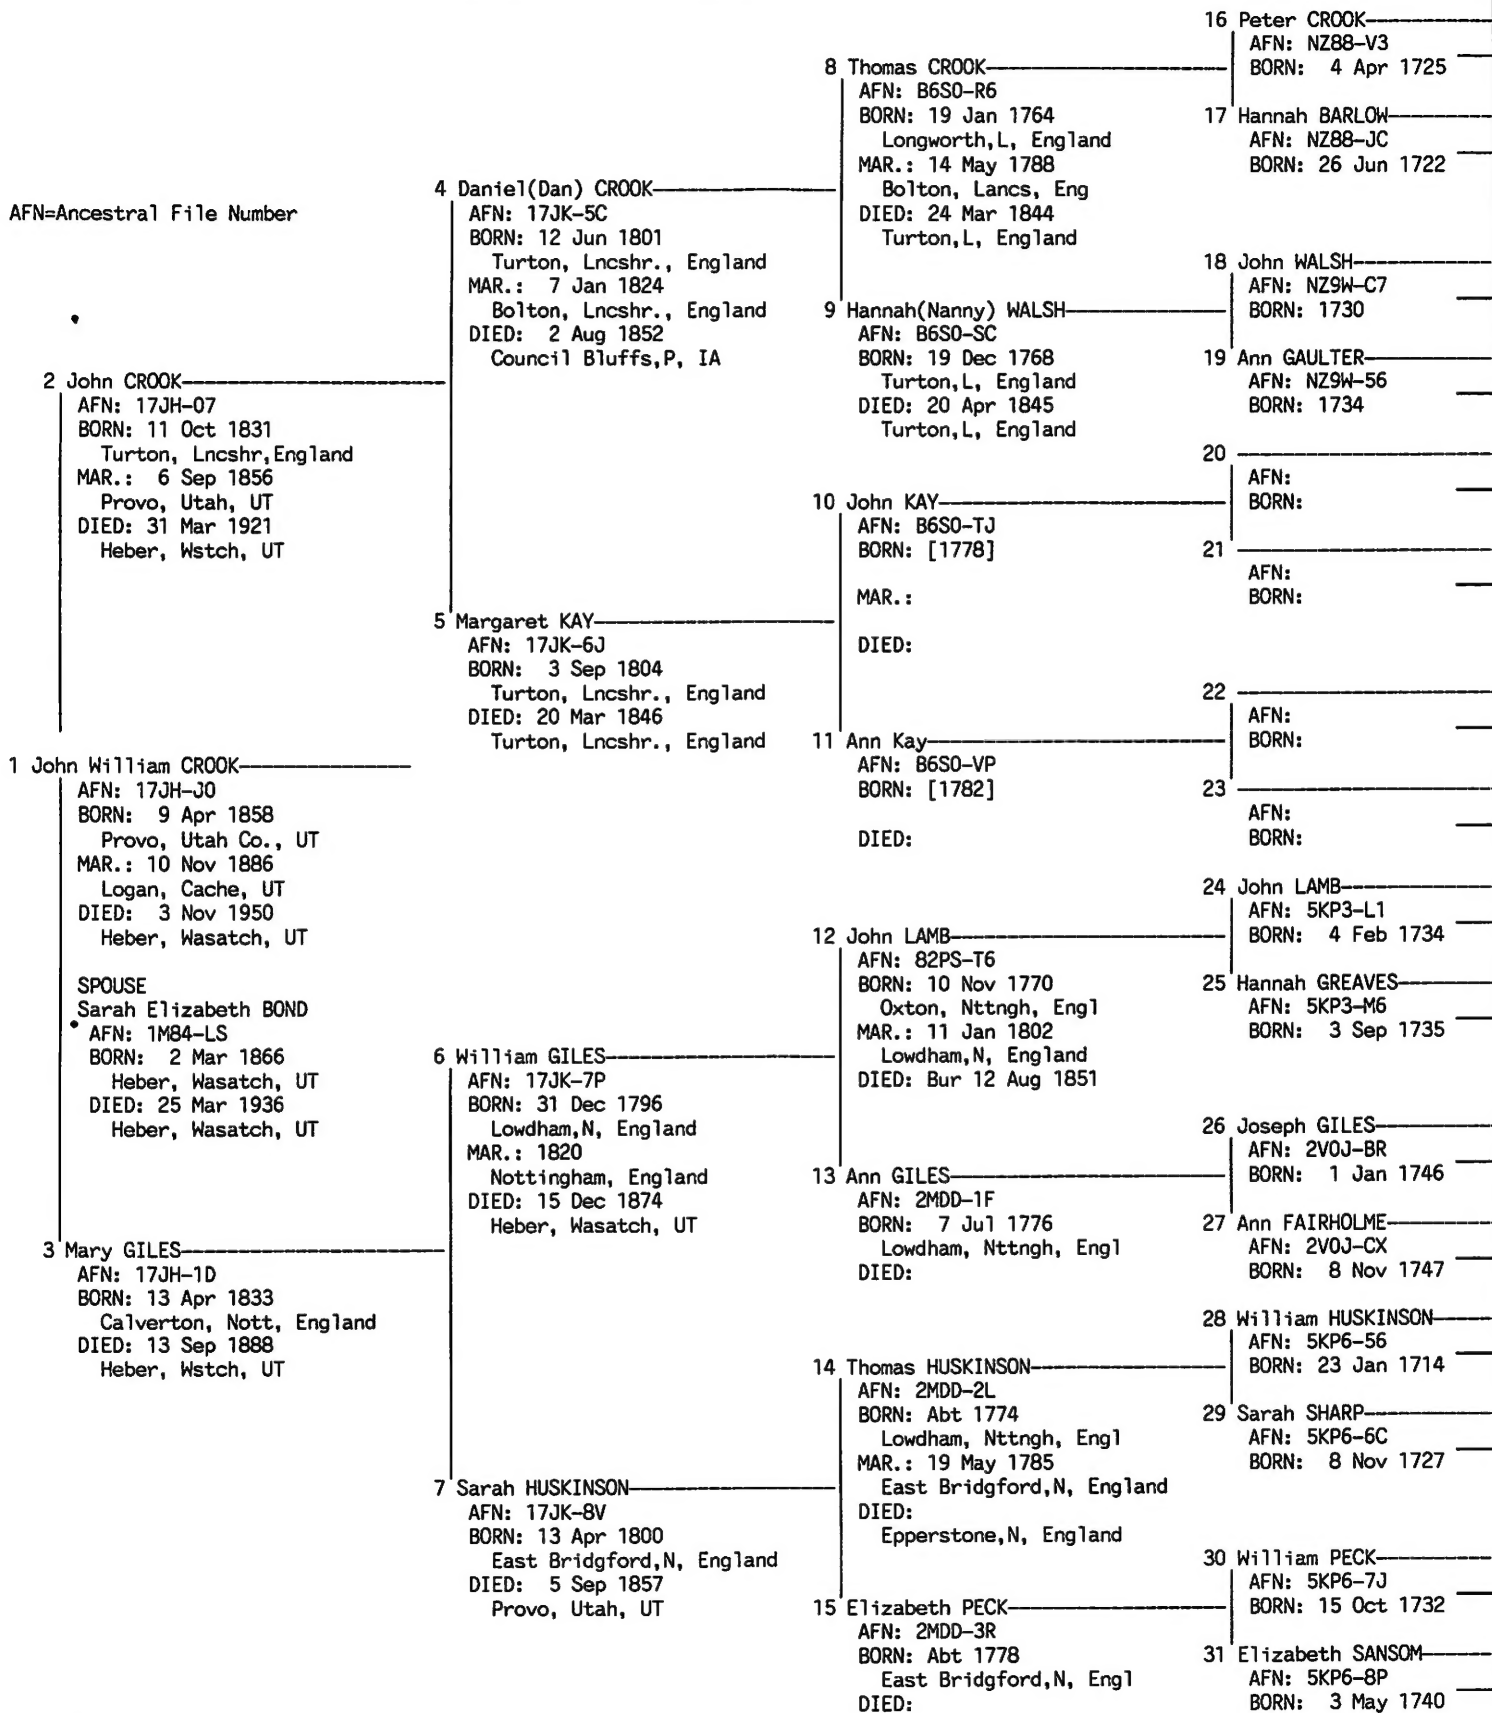 AFN=Ancestral File Number
1 John William CROOK
AFN: 17JH-J0
BORN: 9 Apr 1858
Provo, Utah Co., UT
MAR.: 10 Nov 1886
Logan, Cache, UT
DIED: 3 Nov 1950
Heber, Wasatch, UT
SPOUSE
Sarah Elizabeth BOND
AFN: 1M84-LS
BORN: 2 Mar 1866
Heber, Wasatch, UT
DIED: 25 Mar 1936
Heber, Wasatch, UT
2 John CROOK
AFN: 17JH-07
BORN: 11 Oct 1831
Turton, Lncshr,England
MAR.: 6 Sep 1856
Provo, Utah, UT
DIED: 31 Mar 1921
Heber, Wstch, UT
3 Mary GILES
AFN: 17JH-1D
BORN: 13 Apr 1833
Calverton, Nott, England
DIED: 13 Sep 1888
Heber, Wstch, UT
4 Daniel(Dan) CROOK
AFN: 17JK-5C
BORN: 12 Jun 1801
Turton, Lncshr., England
MAR.: 7 Jan 1824
Bolton, Lncshr., England
DIED: 2 Aug 1852
Council Bluffs,P, IA
5 Margaret KAY
AFN: 17JK-6J
BORN: 3 Sep 1804
Turton, Lncshr., England
DIED: 20 Mar 1846
Turton, Lncshr., England
6 William GILES
AFN: 17JK-7P
BORN: 31 Dec 1796
Lowdham,N, England
MAR.: 1820
Nottingham, England
DIED: 15 Dec 1874
Heber, Wasatch, UT
7 Sarah HUSKINSON
AFN: 17JK-8V
BORN: 13 Apr 1800
East Bridgford,N, England
DIED: 5 Sep 1857
Provo, Utah, UT
8 Thomas CROOK
AFN: B6S0-R6
BORN: 19 Jan 1764
Longworth,L, England
MAR.: 14 May 1788
Bolton, Lancs, Eng
DIED: 24 Mar 1844
Turton,L, England
9 Hannah(Nanny) WALSH
AFN: B6S0-SC
BORN: 19 Dec 1768
Turton,L, England
DIED: 20 Apr 1845
Turton,L, England
10 John KAY
AFN: B6S0-TJ
BORN: [1778]
MAR.:
DIED:
11 Ann Kay
AFN: B6S0-VP
BORN: [1782]
DIED:
12 John LAMB
AFN: 82PS-T6
BORN: 10 Nov 1770
Oxton, Nttngh, Engl
MAR.: 11 Jan 1802
Lowdham,N, England
DIED: Bur 12 Aug 1851
13 Ann GILES
AFN: 2MDD-1F
BORN: 7 Jul 1776
Lowdham, Nttngh, Engl
DIED:
14 Thomas HUSKINSON
AFN: 2MDD-2L
BORN: Abt 1774
Lowdham, Nttngh, Engl
MAR.: 19 May 1785
East Bridgford,N, England
DIED:
Epperstone,N, England
15 Elizabeth PECK
AFN: 2MDD-3R
BORN: Abt 1778
East Bridgford,N, Engl
DIED:
16 Peter CROOK
AFN: NZ88-V3
BORN: 4 Apr 1725
17 Hannah BARLOW
AFN: NZ88-JC
BORN: 26 Jun 1722
18 John WALSH
AFN: NZ9W-C7
BORN: 1730
19 Ann GAULTER
AFN: NZ9W-56
BORN: 1734
20
AFN:
BORN:
21
AFN:
BORN:
22
AFN:
BORN:
23
AFN:
BORN:
24 John LAMB
AFN: 5KP3-L1
BORN: 4 Feb 1734
25 Hannah GREAVES
AFN: 5KP3-M6
BORN: 3 Sep 1735
26 Joseph GILES
AFN: 2V0J-BR
BORN: 1 Jan 1746
27 Ann FAIRHOLME
AFN: 2V0J-CX
BORN: 8 Nov 1747
28 William HUSKINSON
AFN: 5KP6-56
BORN: 23 Jan 1714
29 Sarah SHARP
AFN: 5KP6-6C
BORN: 8 Nov 1727
30 William PECK
AFN: 5KP6-7J
BORN: 15 Oct 1732
31 Elizabeth SANSOM
AFN: 5KP6-8P
BORN: 3 May 1740